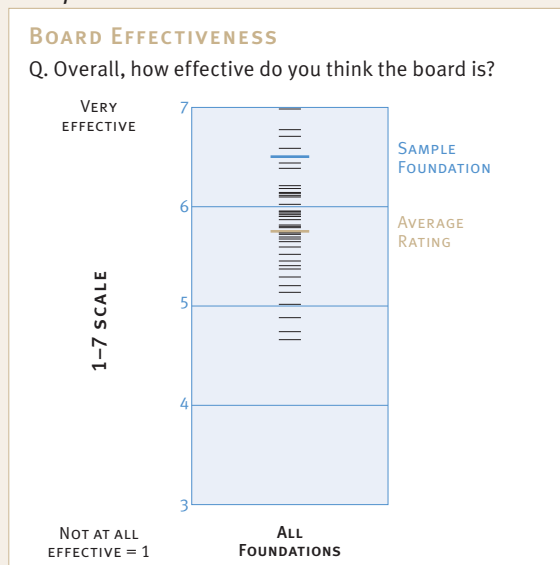 BOARD EFFECTIVENESS
Q. Overall, how effective do you think the board is?
VERY
EFFECTIVE
7
SAMPLE
FOUNDATION
6
AVERAGE
RATING
1–7 SCALE
5
4
3
NOT AT ALL
EFFECTIVE = 1
ALL
FOUNDATIONS